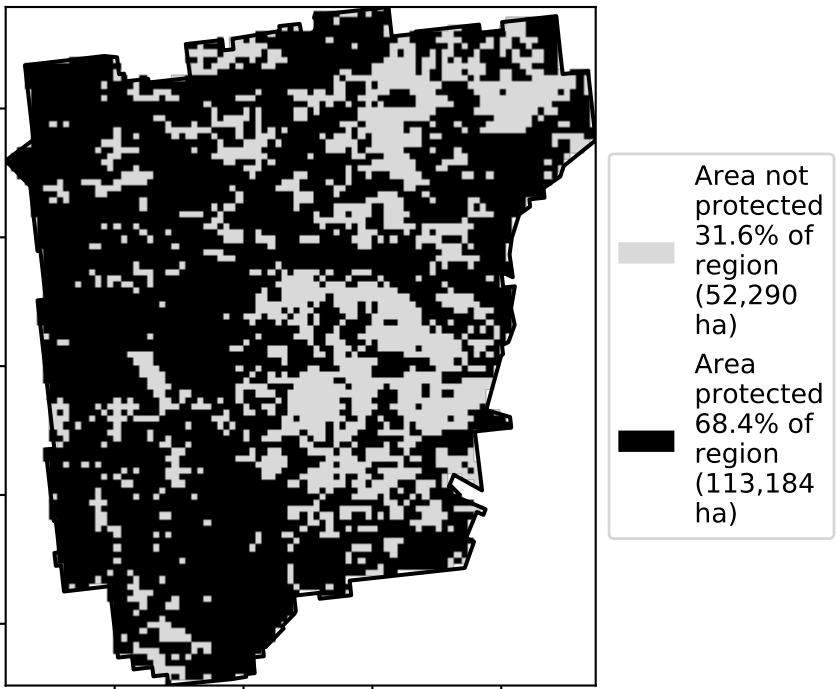 Area not
protected
31.6% of
region
(52,290
ha)
Area
protected
68.4% of
region
(113,184
ha)